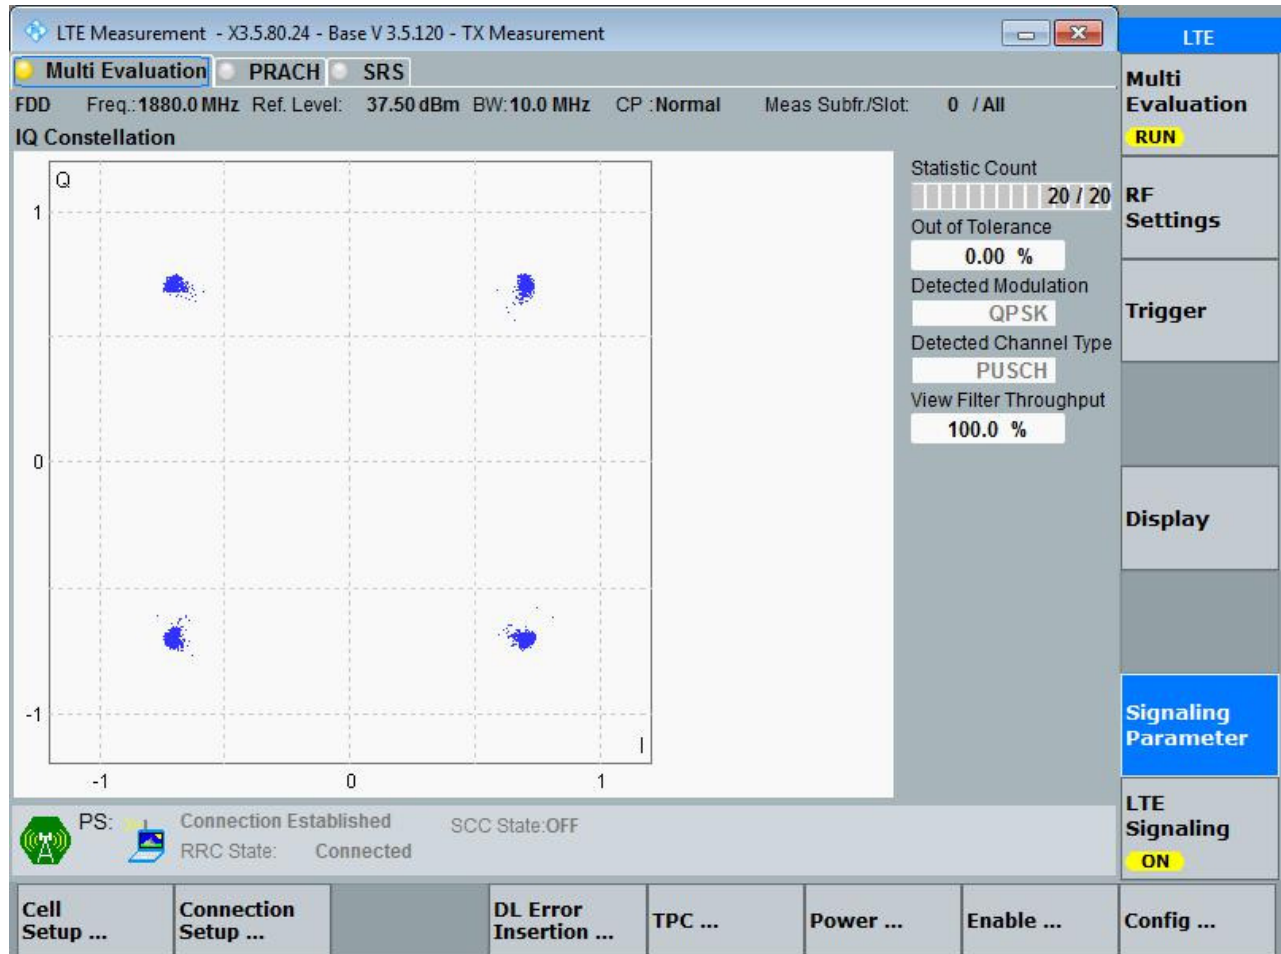 LTE Measurement - X3.5.80.24 - Base V 3.5.120 - TX Measurement
LTE
Multi Evaluation PRACH SRS
FDD Freq.:1880.0 MHz Ref. Level: 37.50 dBm BW:10.0 MHz CP :Normal Meas Subfr./Slot: 0 / All
IQ Constellation
Q
1
0
-1
I
-1 0 1
Statistic Count
20 / 20
Out of Tolerance
0.00 %
Detected Modulation
QPSK
Detected Channel Type
PUSCH
View Filter Throughput
100.0 %
Multi
Evaluation
RUN
RF
Settings
Trigger
Display
Signaling
Parameter
LTE
Signaling
ON
PS: Connection Established SCC State:OFF
RRC State: Connected
Cell
Setup ...
Connection
Setup ...
DL Error
Insertion ...
TPC ...
Power ...
Enable ...
Config ...